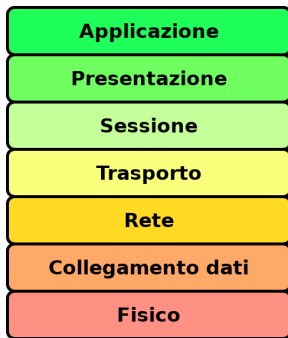 Applicazione
Presentazione
Sessione
Trasporto
Rete
Collegamento dati
Fisico